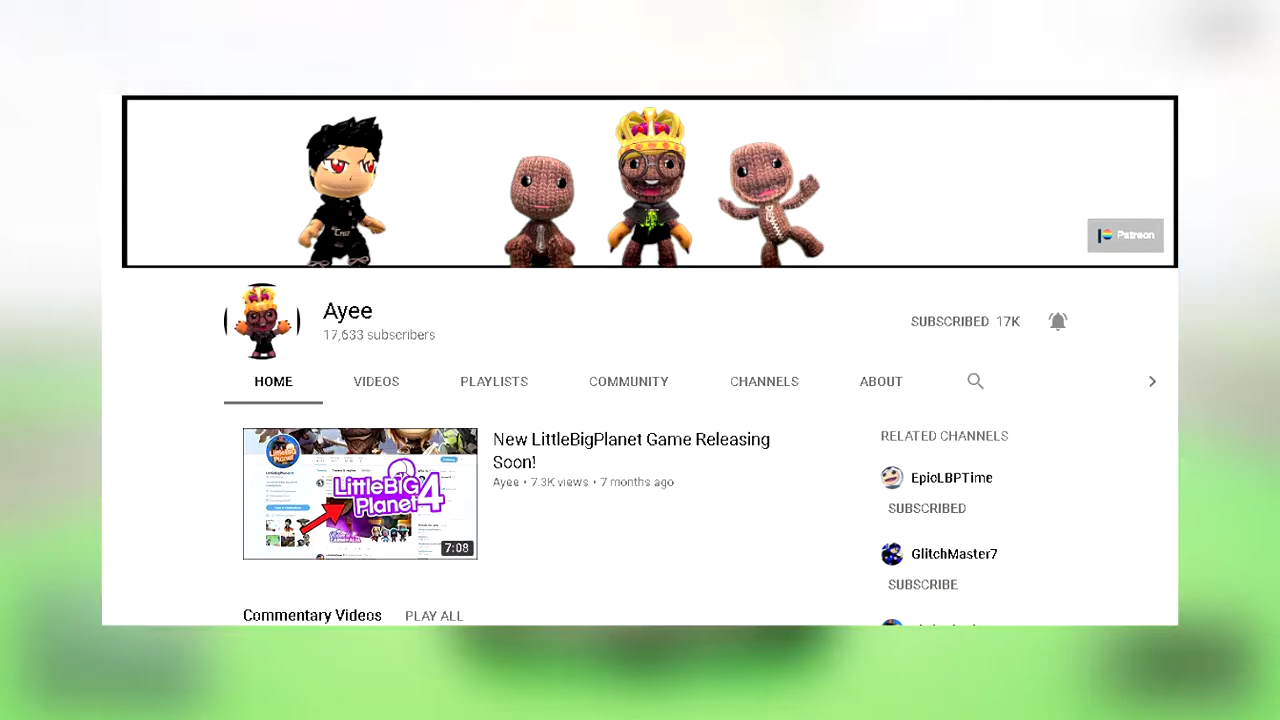 Patreon
Ayee
17,633 subscribers
SUBSCRIBED 17K
HOME VIDEOS PLAYLISTS COMMUNITY CHANNELS ABOUT
New LittleBigPlanet Game Releasing
Soon!
Ayee • 7.3K views • 7 months ago
LittleBIG
Planet 4
7:08
RELATED CHANNELS
EpicLBPTime
SUBSCRIBED
GlitchMaster7
SUBSCRIBE
Commentary Videos PLAY ALL